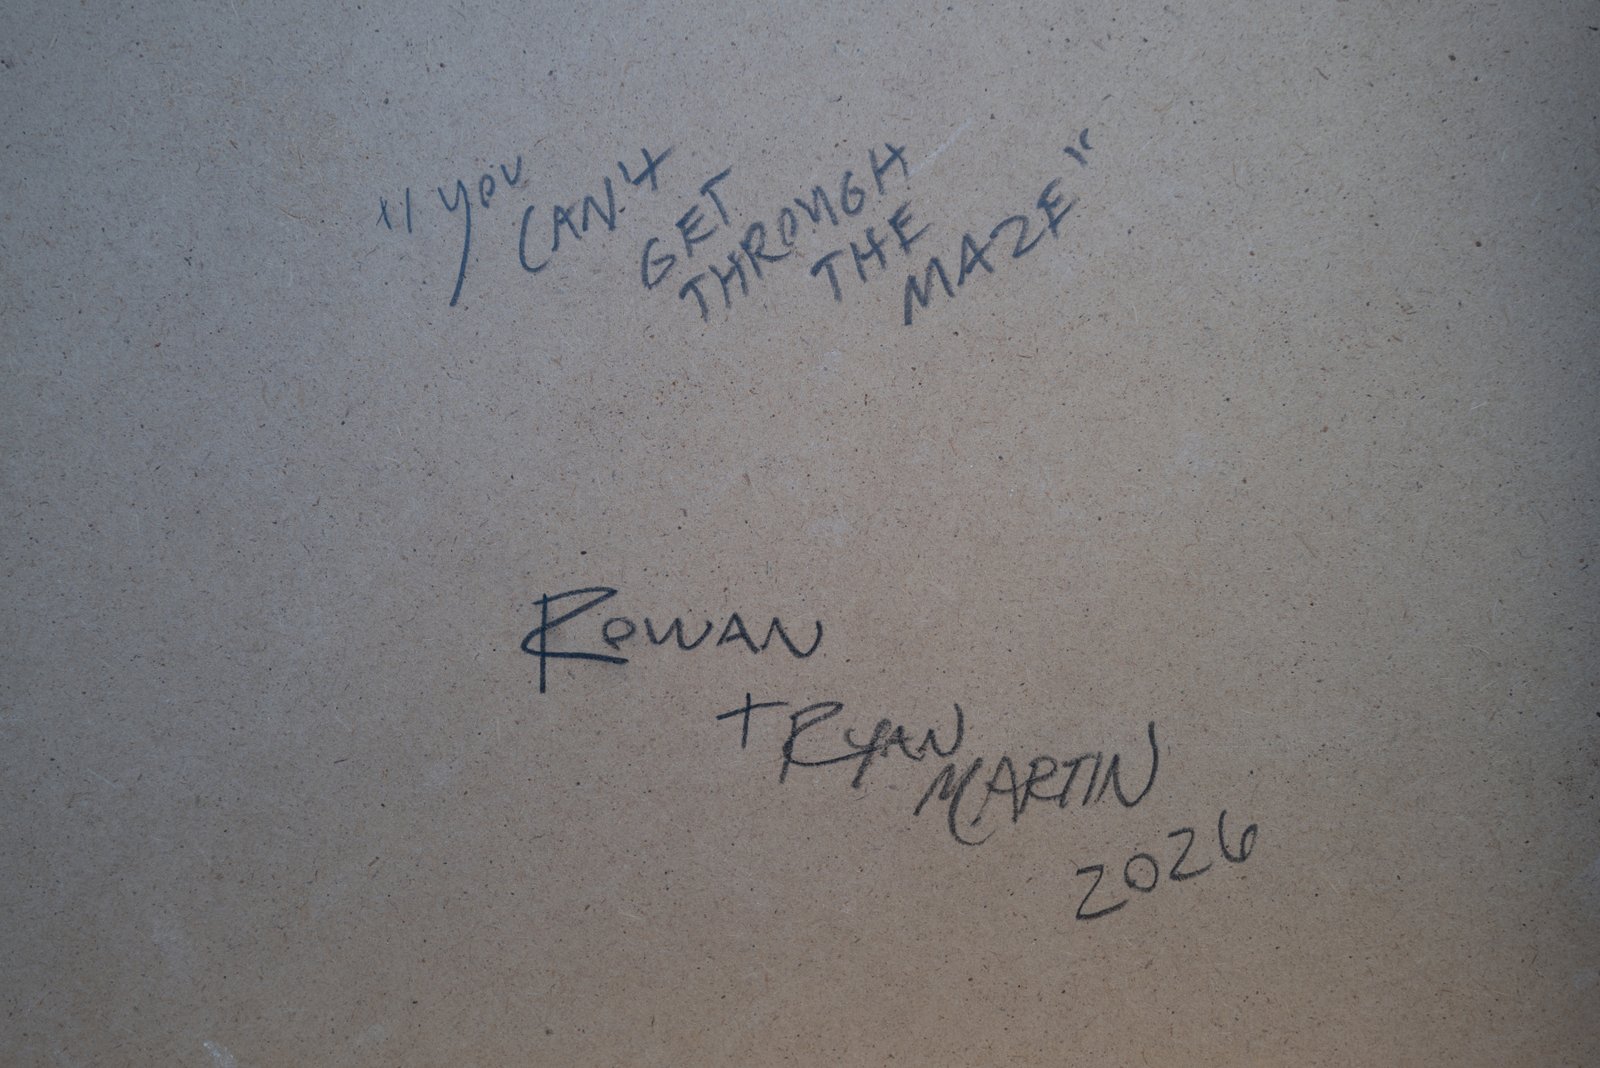 "YOU CAN'T GET THROUGH THE MAZE"
ROWAN
+ RYAN MARTIN
2026